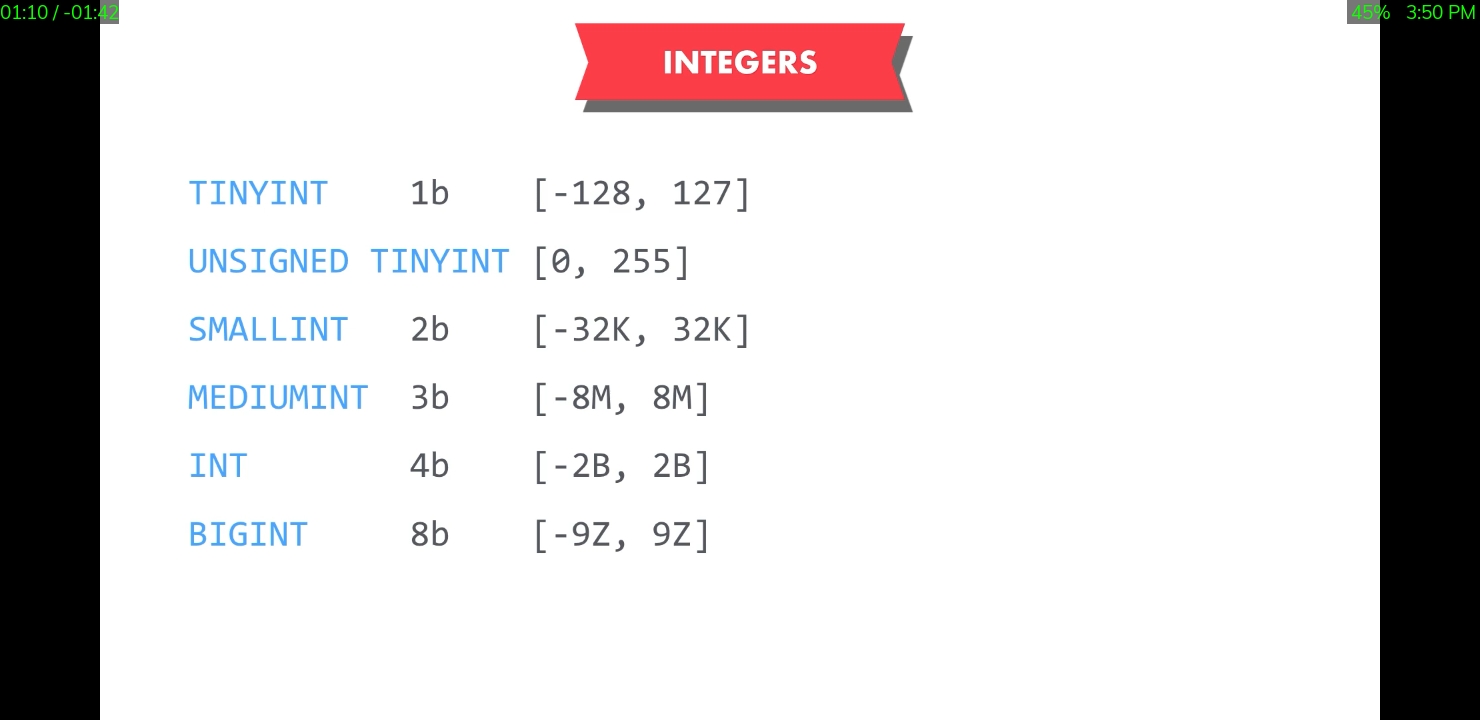 01:10 / -01:42
45% 3:50 PM
INTEGERS
TINYINT 1b [-128, 127]
UNSIGNED TINYINT [0, 255]
SMALLINT 2b [-32K, 32K]
MEDIUMINT 3b [-8M, 8M]
INT 4b [-2B, 2B]
BIGINT 8b [-9Z, 9Z]